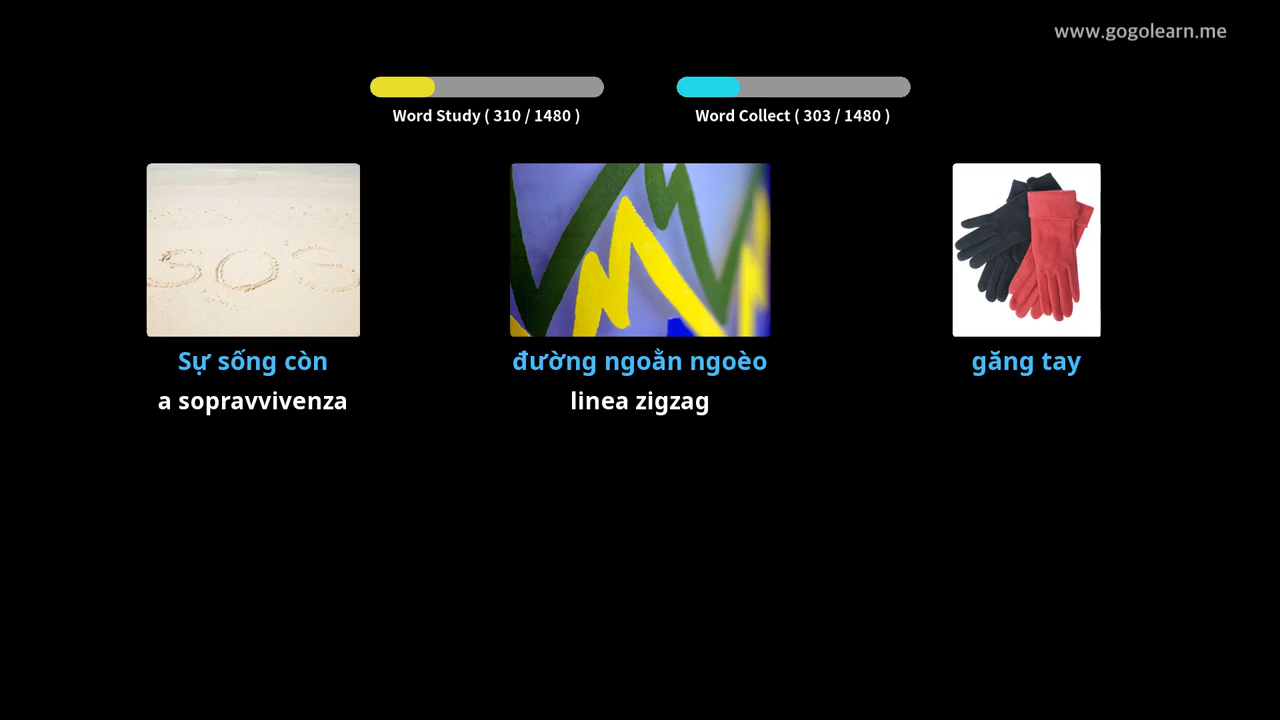 www.gogolearn.me
Word Study ( 310 / 1480 )
Word Collect ( 303 / 1480 )
SOS
Sự sống còn
a sopravvivenza
đường ngoằn ngoèo
linea zigzag
găng tay